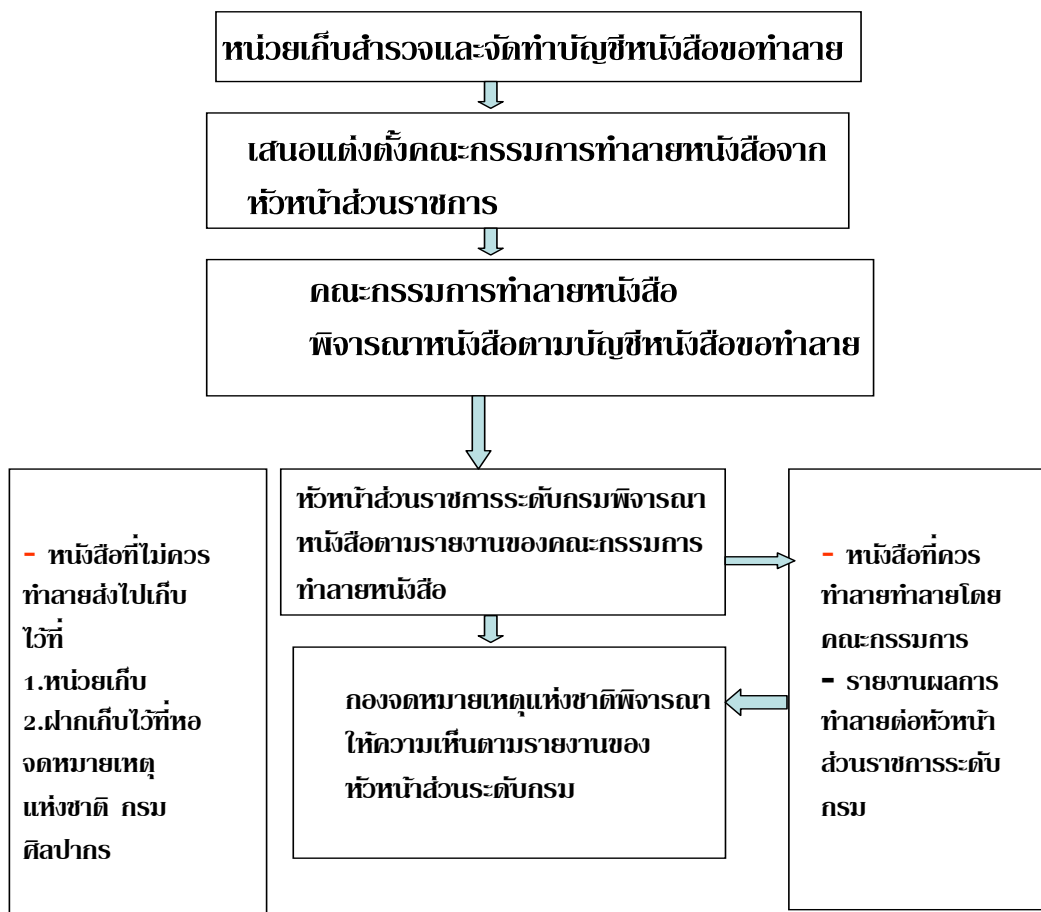 หน่วยเก็บสำรวจและจัดทำบัญชีหนังสือขอทำลาย
เสนอแต่งตั้งคณะกรรมการทำลายหนังสือจาก
หัวหน้าส่วนราชการ
คณะกรรมการทำลายหนังสือ
พิจารณาหนังสือตามบัญชีหนังสือขอทำลาย
- หนังสือที่ไม่ควร
ทำลายส่งไปเก็บ
ไว้ที่
1.หน่วยเก็บ
2.ฝากเก็บไว้ที่หอ
จดหมายเหตุ
แห่งชาติ กรม
ศิลปากร
หัวหน้าส่วนราชการระดับกรมพิจารณา
หนังสือตามรายงานของคณะกรรมการ
ทำลายหนังสือ
กองจดหมายเหตุแห่งชาติพิจารณา
ให้ความเห็นตามรายงานของ
หัวหน้าส่วนระดับกรม
- หนังสือที่ควร
ทำลายทำลายโดย
คณะกรรมการ
- รายงานผลการ
ทำลายต่อหัวหน้า
ส่วนราชการระดับ
กรม